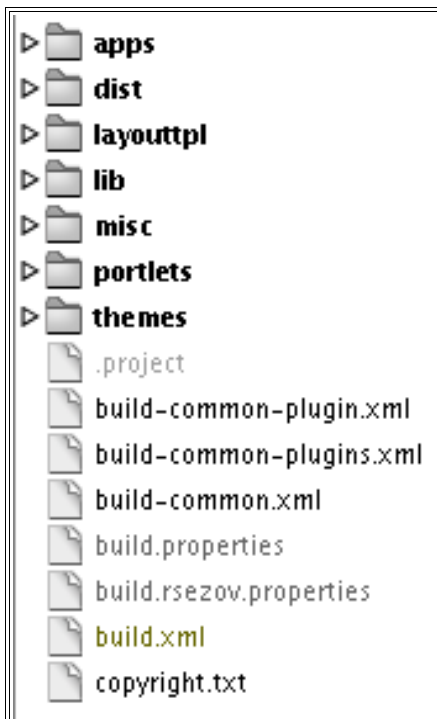 apps
dist
layouttpl
lib
misc
portlets
themes
.project
build-common-plugin.xml
build-common-plugins.xml
build-common.xml
build.properties
build.rsezov.properties
build.xml
copyright.txt